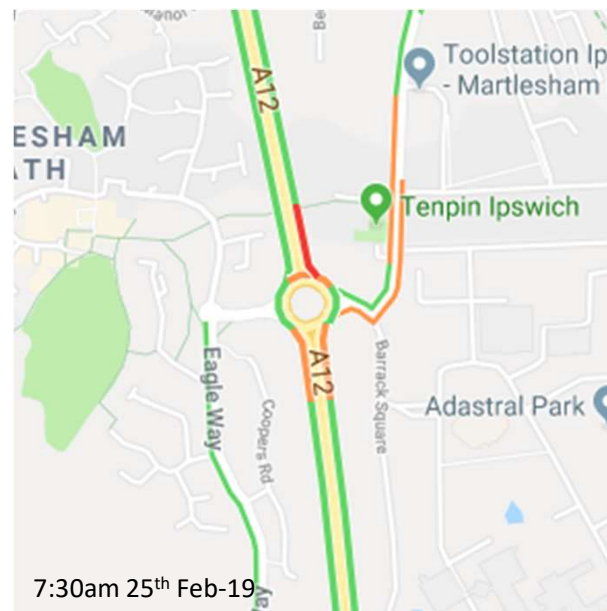 A12
Toolstation Ip
- Martlesham
ESHAM
ATH
Tenpin Ipswich
A12
Eagle Way
Coopers Rd
Barrack Square
Adastral Park
7:30am 25th Feb-19
ay